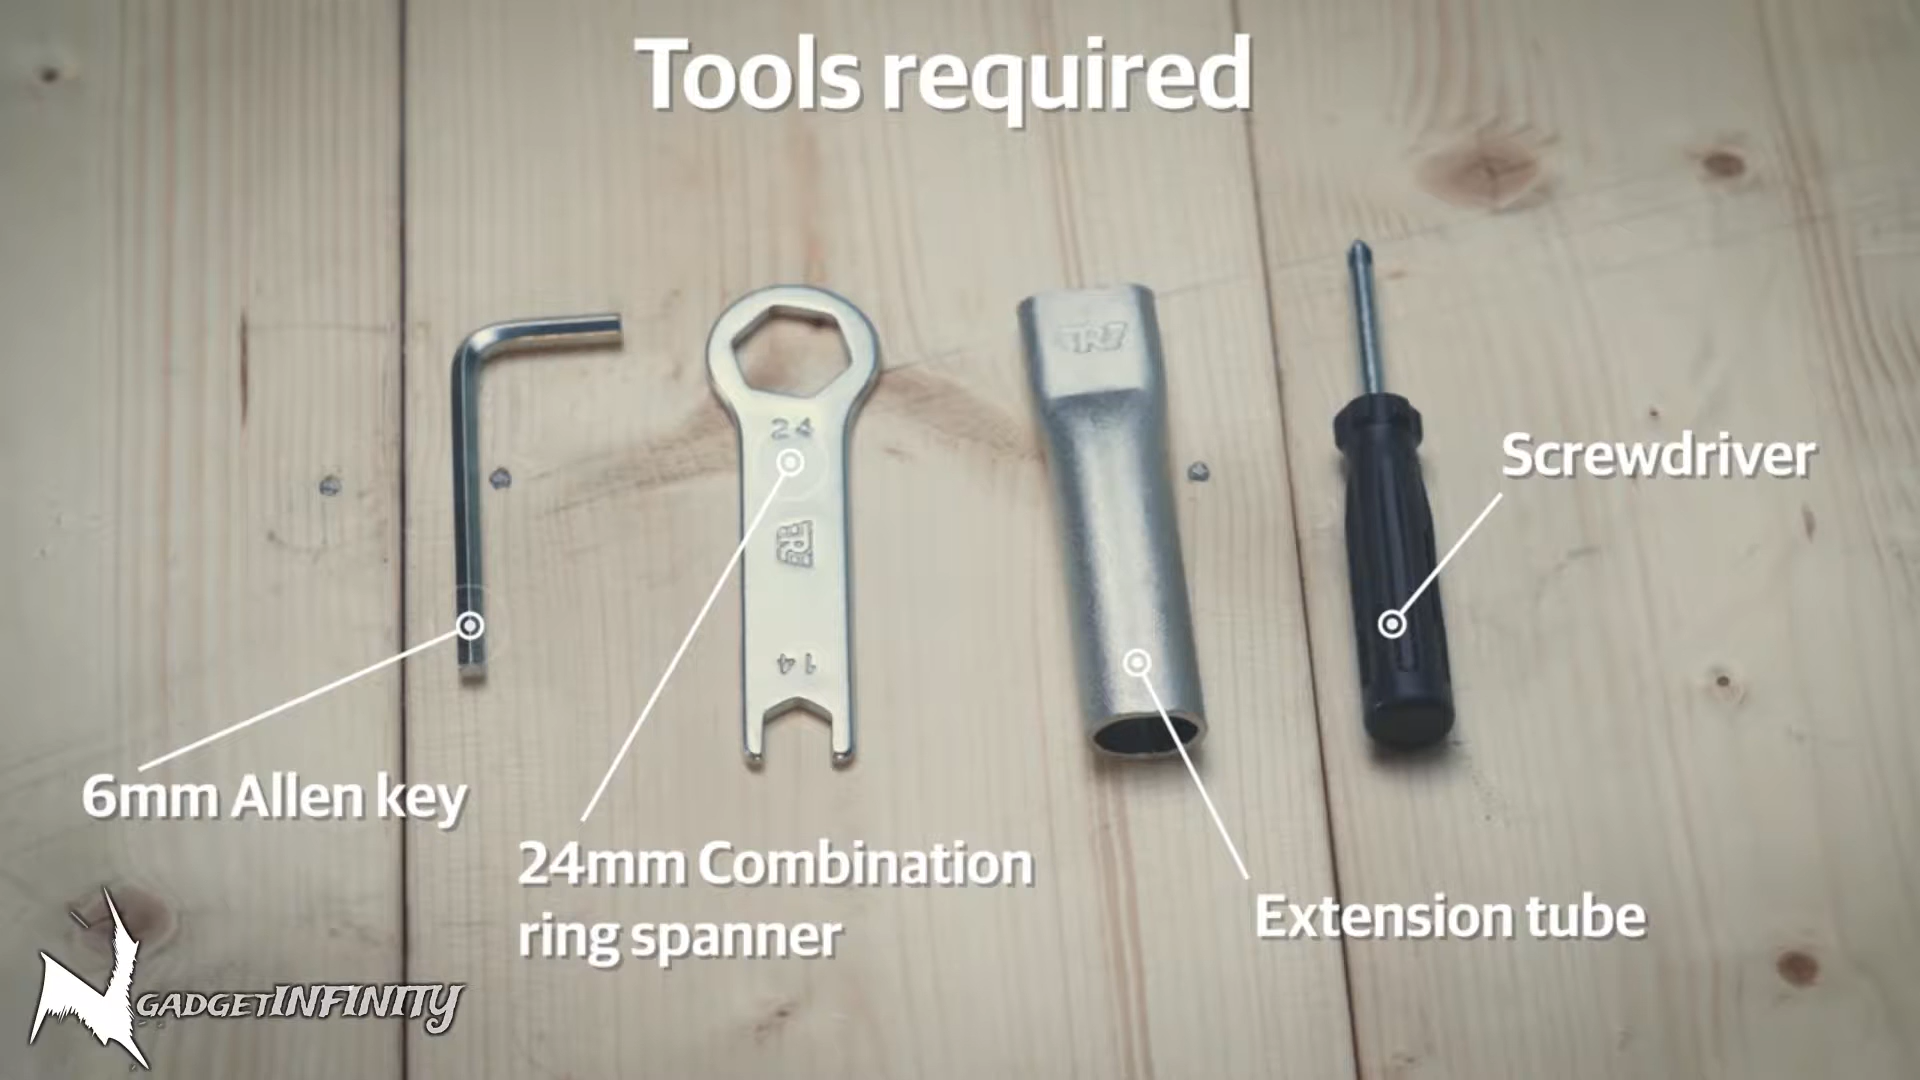 Tools required
24
14
Screwdriver
6mm Allen key
24mm Combination
ring spanner
Extension tube
GADGETINFINITY